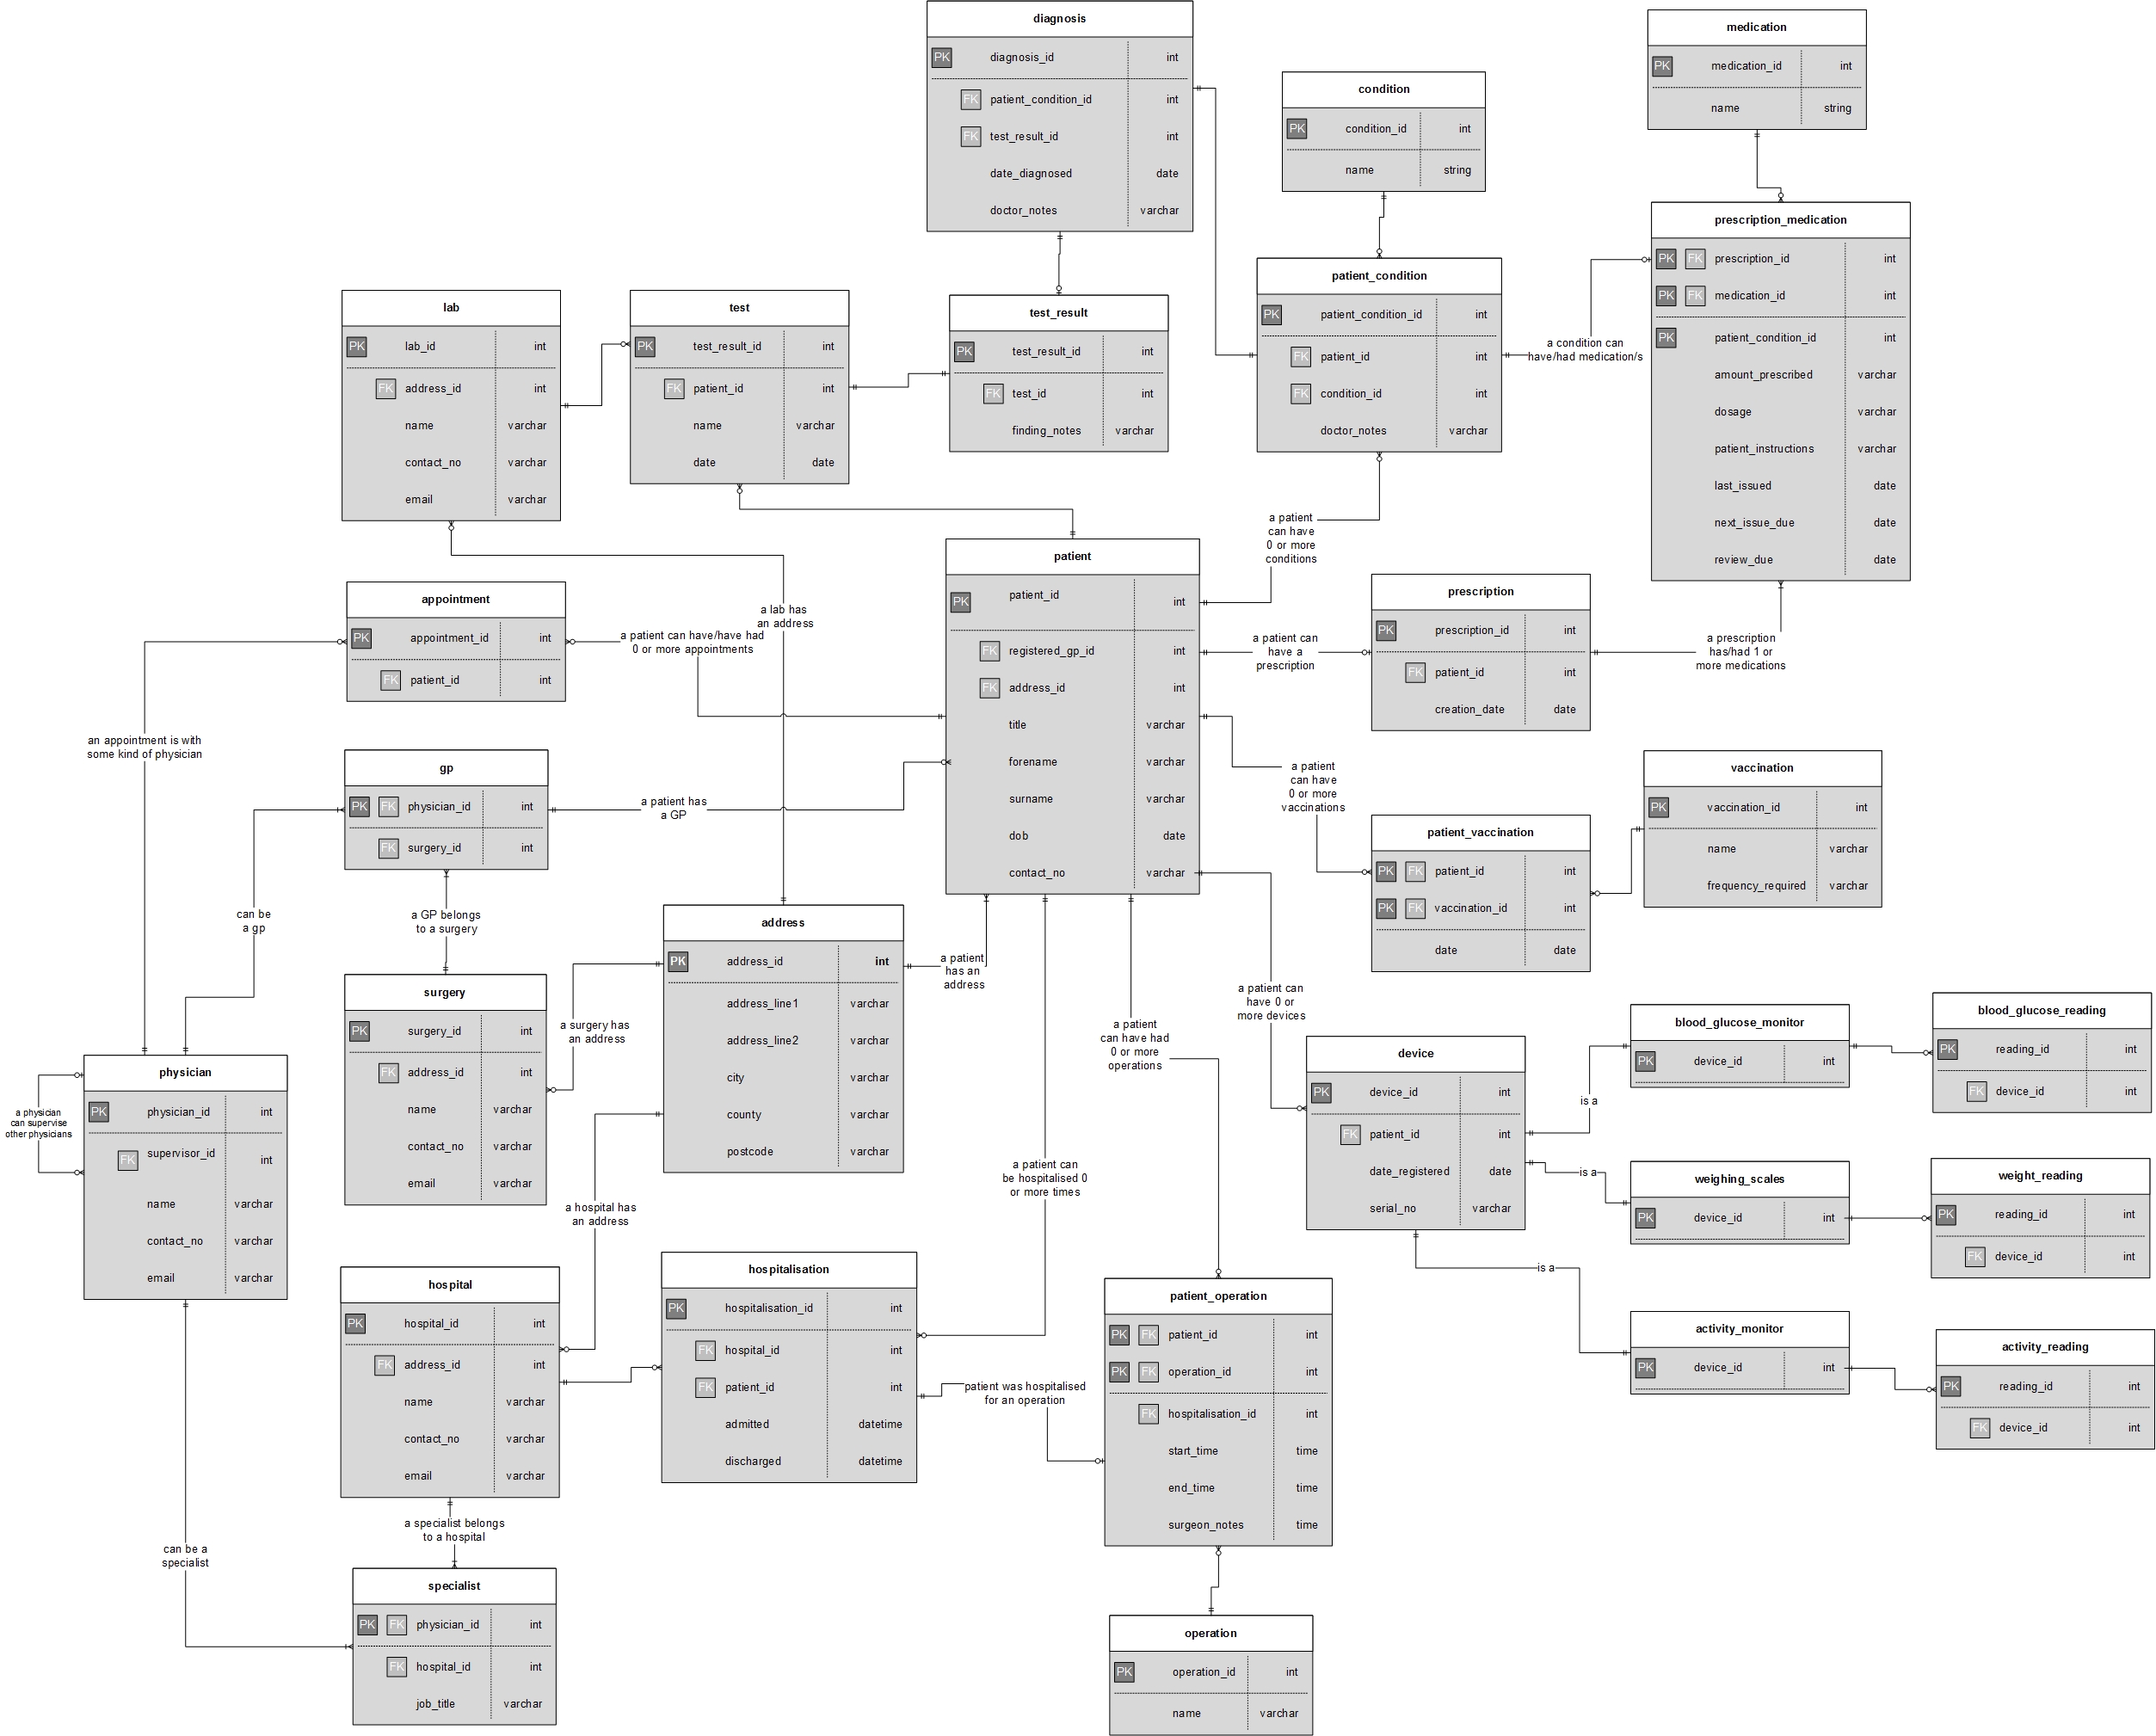 diagnosis
PK diagnosis_id int
FK patient_condition_id int
FK test_result_id int
date_diagnosed date
doctor_notes varchar
condition
PK condition_id int
name string
medication
PK medication_id int
name string
prescription_medication
PK FK prescription_id int
PK FK medication_id int
PK patient_condition_id int
amount_prescribed varchar
dosage varchar
patient_instructions varchar
last_issued date
next_issue_due date
review_due date
patient_condition
PK patient_condition_id int
FK patient_id int
FK condition_id int
doctor_notes varchar
a condition can
have/had medication/s
lab
PK lab_id int
FK address_id int
name varchar
contact_no varchar
email varchar
test
PK test_result_id int
FK patient_id int
name varchar
date date
test_result
PK test_result_id int
FK test_id int
finding_notes varchar
a patient
can have
0 or more
conditions
patient
PK patient_id int
FK registered_gp_id int
FK address_id int
title varchar
forename varchar
surname varchar
dob date
contact_no varchar
prescription
PK prescription_id int
FK patient_id int
creation_date date
a patient can
have a
prescription
a prescription
has/had 1 or
more medications
appointment
PK appointment_id int
FK patient_id int
a lab has
an address
a patient can have/have had
0 or more appointments
an appointment is with
some kind of physician
gp
PK FK physician_id int
FK surgery_id int
a patient has
a GP
a patient
can have
0 or more
vaccinations
vaccination
PK vaccination_id int
name varchar
frequency_required varchar
patient_vaccination
PK FK patient_id int
PK FK vaccination_id int
date date
can be
a gp
a GP belongs
to a surgery
address
PK address_id int
address_line1 varchar
address_line2 varchar
city varchar
county varchar
postcode varchar
a patient
has an
address
surgery
PK surgery_id int
FK address_id int
name varchar
contact_no varchar
email varchar
a surgery has
an address
a patient
can have had
0 or more
operations
a patient can
have 0 or
more devices
device
PK device_id int
FK patient_id int
date_registered date
serial_no varchar
blood_glucose_monitor
PK device_id int
blood_glucose_reading
PK reading_id int
FK device_id int
is a
weighing_scales
PK device_id int
weight_reading
PK reading_id int
FK device_id int
is a
activity_monitor
PK device_id int
activity_reading
PK reading_id int
FK device_id int
is a
physician
PK physician_id int
FK supervisor_id int
name varchar
contact_no varchar
email varchar
a physician
can supervise
other physicians
a patient can
be hospitalised 0
or more times
a hospital has
an address
hospital
PK hospital_id int
FK address_id int
name varchar
contact_no varchar
email varchar
hospitalisation
PK hospitalisation_id int
FK hospital_id int
FK patient_id int
admitted datetime
discharged datetime
patient was hospitalised
for an operation
patient_operation
PK FK patient_id int
PK FK operation_id int
FK hospitalisation_id int
start_time time
end_time time
surgeon_notes time
a specialist belongs
to a hospital
can be a
specialist
specialist
PK FK physician_id int
FK hospital_id int
job_title varchar
operation
PK operation_id int
name varchar